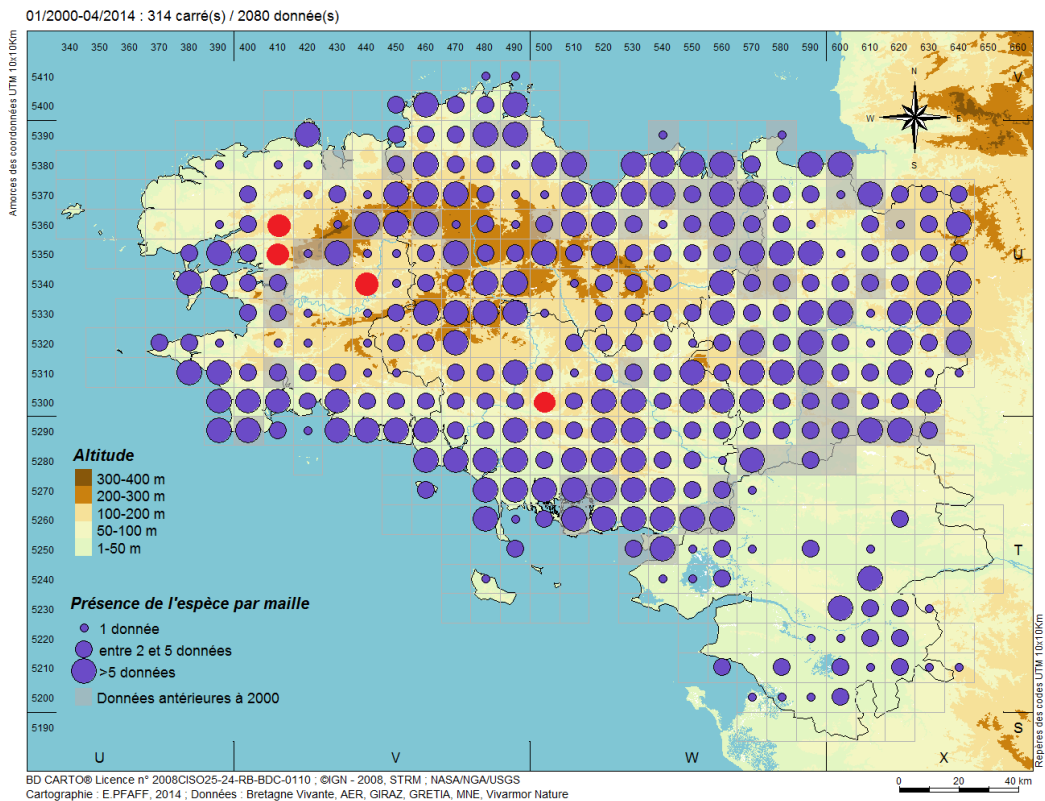 01/2000-04/2014 : 314 carré(s) / 2080 donnée(s)
Amorces des coordonnées UTM 10x10Km
340 350 360 370 380 390 400 410 420 430 440 450 460 470 480 490 500 510 520 530 540 550 560 570 580 590 600 610 620 630 640 650 660
5410
5400
5390
5380
5370
5360
5350
5340
5330
5320
5310
5300
5290
5280
5270
5260
5250
5240
5230
5220
5210
5200
5190
N
W E
S
V
U
T
S
Altitude
300-400 m
200-300 m
100-200 m
50-100 m
1-50 m
Présence de l'espèce par maille
1 donnée
entre 2 et 5 données
>5 données
Données antérieures à 2000
U V W X
Repères des codes UTM 10x10Km
BD CARTO® Licence n° 2008CISO25-24-RB-BDC-0110 ; ©IGN - 2008, STRM ; NASA/NGA/USGS
Cartographie : E.PFAFF, 2014 ; Données : Bretagne Vivante, AER, GIRAZ, GRETIA, MNE, Vivarmor Nature
0 20 40 km